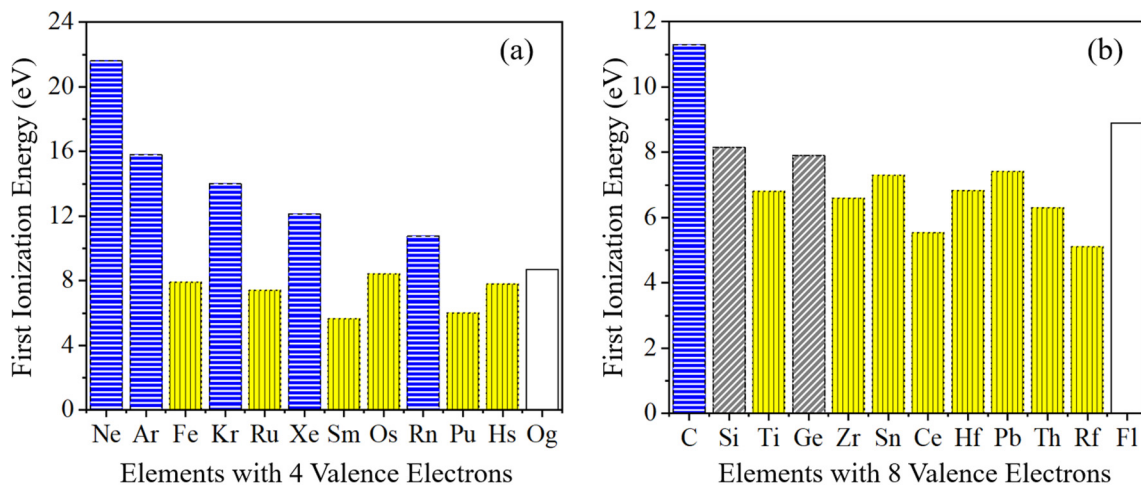 (a)
First Ionization Energy (eV)
24
20
16
12
8
4
0
Ne Ar Fe Kr Ru Xe Sm Os Rn Pu Hs Og
Elements with 4 Valence Electrons
(b)
First Ionization Energy (eV)
12
10
8
6
4
2
0
C Si Ti Ge Zr Sn Ce Hf Pb Th Rf Fl
Elements with 8 Valence Electrons